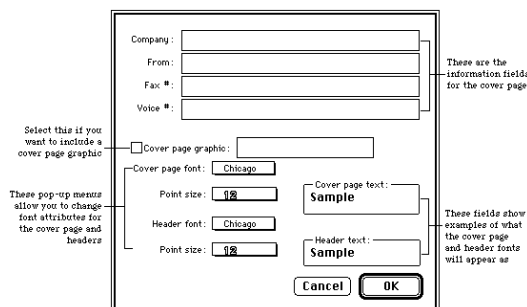 Company:
From:
Fax #:
Voice #:
These are the
information fields
for the cover page
Select this if you
want to include a
cover page graphic
Cover page graphic:
Cover page font: Chicago
Point size: 12
Header font: Chicago
Point size: 12
These pop-up menus
allow you to change
font attributes for
the cover page and
headers
Cover page text:
Sample
Header text:
Sample
These fields show
examples of what
the cover page
and header fonts
will appear as
Cancel OK